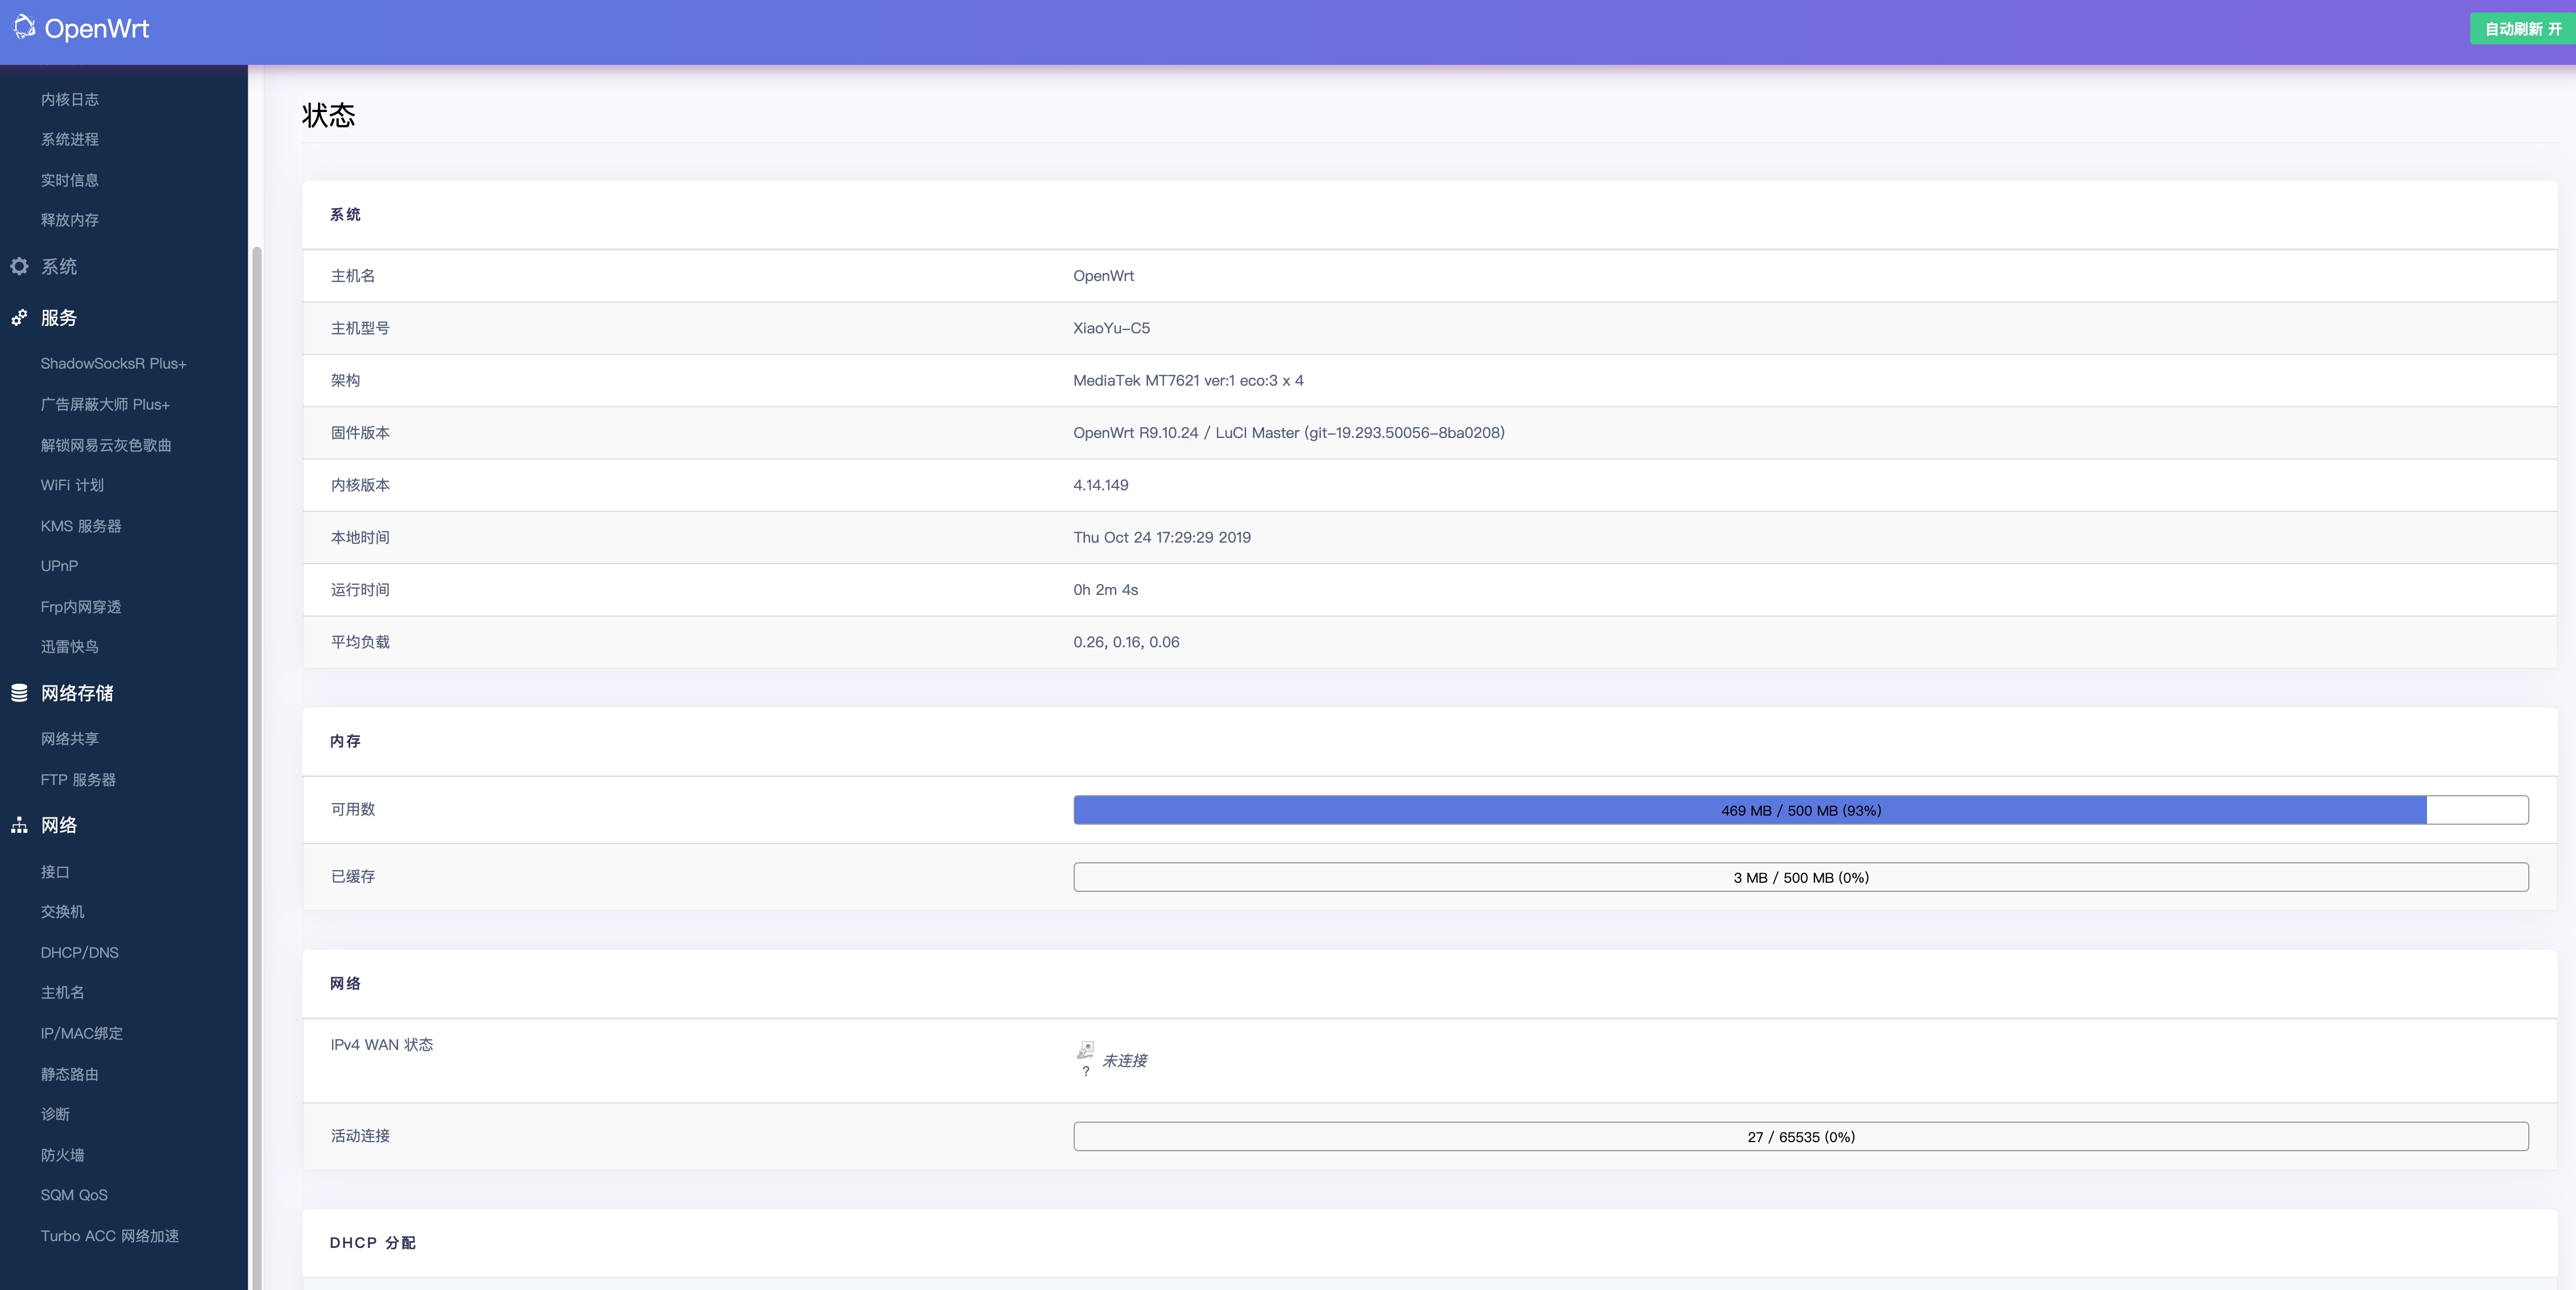 OpenWrt
自动刷新 开
内核日志
系统进程
实时信息
释放内存
系统
服务
ShadowSocksR Plus+
广告屏蔽大师 Plus+
解锁网易云灰色歌曲
WiFi 计划
KMS 服务器
UPnP
Frp内网穿透
迅雷快鸟
网络存储
网络共享
FTP 服务器
网络
接口
交换机
DHCP/DNS
主机名
IP/MAC绑定
静态路由
诊断
防火墙
SQM QoS
Turbo ACC 网络加速
状态
系统
主机名 OpenWrt
主机型号 XiaoYu-C5
架构 MediaTek MT7621 ver:1 eco:3 x 4
固件版本 OpenWrt R9.10.24 / LuCI Master (git-19.293.50056-8ba0208)
内核版本 4.14.149
本地时间 Thu Oct 24 17:29:29 2019
运行时间 0h 2m 4s
平均负载 0.26, 0.16, 0.06
内存
可用数 469 MB / 500 MB (93%)
已缓存 3 MB / 500 MB (0%)
网络
IPv4 WAN 状态 ? 未连接
活动连接 27 / 65535 (0%)
DHCP 分配